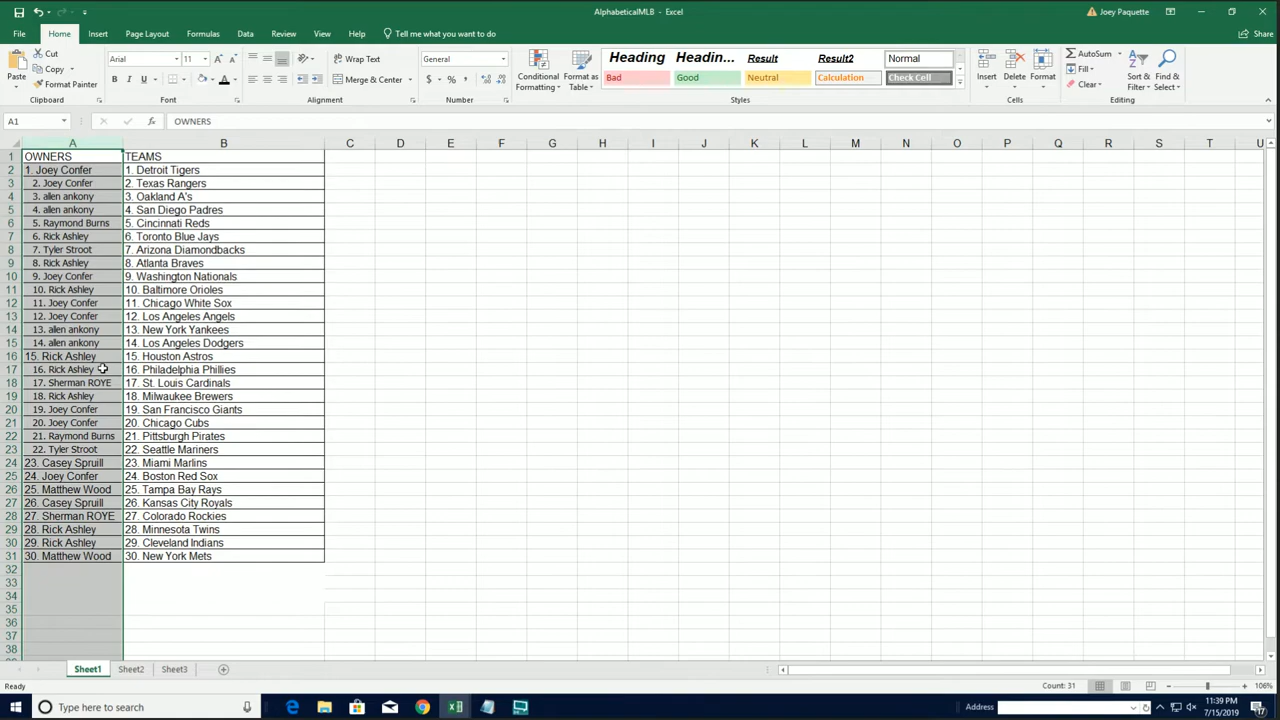 AlphabeticalMLB - Excel
Joey Paquette
File Home Insert Page Layout Formulas Data Review View Help Tell me what you want to do Share
Paste Cut Copy Format Painter Clipboard
Arial 11 Font
Wrap Text Merge & Center Alignment
General Number
Conditional Formatting Format as Table
Heading Headin... Result Result2 Normal
Bad Good Neutral Calculation Check Cell
Styles
Insert Delete Format Cells
AutoSum Fill Clear Sort & Filter Find & Select Editing
A1 OWNERS
A B C D E F G H I J K L M N O P Q R S T U
1 OWNERS TEAMS
2 1. Joey Confer 1. Detroit Tigers
3 2. Joey Confer 2. Texas Rangers
4 3. allen ankony 3. Oakland A's
5 4. allen ankony 4. San Diego Padres
6 5. Raymond Burns 5. Cincinnati Reds
7 6. Rick Ashley 6. Toronto Blue Jays
8 7. Tyler Stroot 7. Arizona Diamondbacks
9 8. Rick Ashley 8. Atlanta Braves
10 9. Joey Confer 9. Washington Nationals
11 10. Rick Ashley 10. Baltimore Orioles
12 11. Joey Confer 11. Chicago White Sox
13 12. Joey Confer 12. Los Angeles Angels
14 13. allen ankony 13. New York Yankees
15 14. allen ankony 14. Los Angeles Dodgers
16 15. Rick Ashley 15. Houston Astros
17 16. Rick Ashley 16. Philadelphia Phillies
18 17. Sherman ROYE 17. St. Louis Cardinals
19 18. Rick Ashley 18. Milwaukee Brewers
20 19. Joey Confer 19. San Francisco Giants
21 20. Joey Confer 20. Chicago Cubs
22 21. Raymond Burns 21. Pittsburgh Pirates
23 22. Tyler Stroot 22. Seattle Mariners
24 23. Casey Spruill 23. Miami Marlins
25 24. Joey Confer 24. Boston Red Sox
26 25. Matthew Wood 25. Tampa Bay Rays
27 26. Casey Spruill 26. Kansas City Royals
28 27. Sherman ROYE 27. Colorado Rockies
29 28. Rick Ashley 28. Minnesota Twins
30 29. Rick Ashley 29. Cleveland Indians
31 30. Matthew Wood 30. New York Mets
32
33
34
35
36
37
38
Sheet1 Sheet2 Sheet3
Ready Count: 31 106%
Type here to search Address 11:39 PM
7/15/2019
17